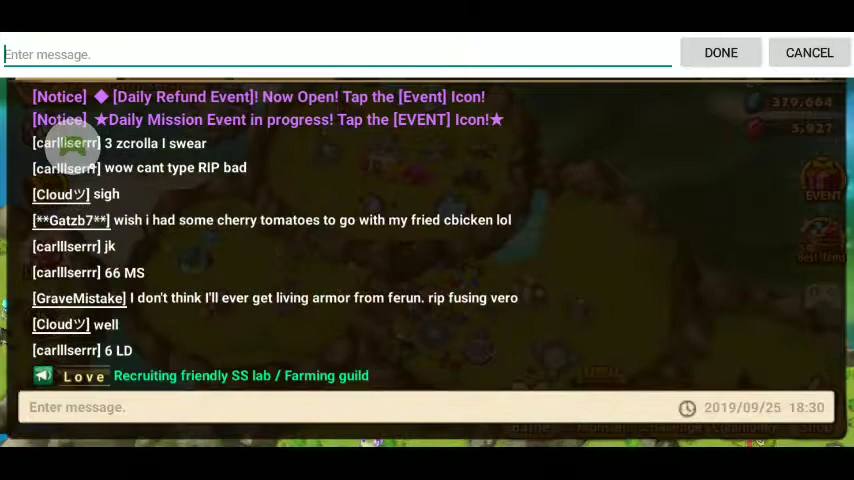 Enter message.
DONE
CANCEL
[Notice] ◆ [Daily Refund Event]! Now Open! Tap the [Event] Icon!
[Notice] ★Daily Mission Event in progress! Tap the [EVENT] Icon!★
[carlllserrr] 3 zcrolla I swear
[carlllserrr] wow cant type RIP bad
[Cloudツ] sigh
[**Gatzb7**] wish i had some cherry tomatoes to go with my fried cbicken lol
[carlllserrr] jk
[carlllserrr] 66 MS
[GraveMistake] I don't think I'll ever get living armor from ferun. rip fusing vero
[Cloudツ] well
[carlllserrr] 6 LD
Love Recruiting friendly SS lab / Farming guild
Enter message.
2019/09/25 18:30
379,664
5,927
EVENT